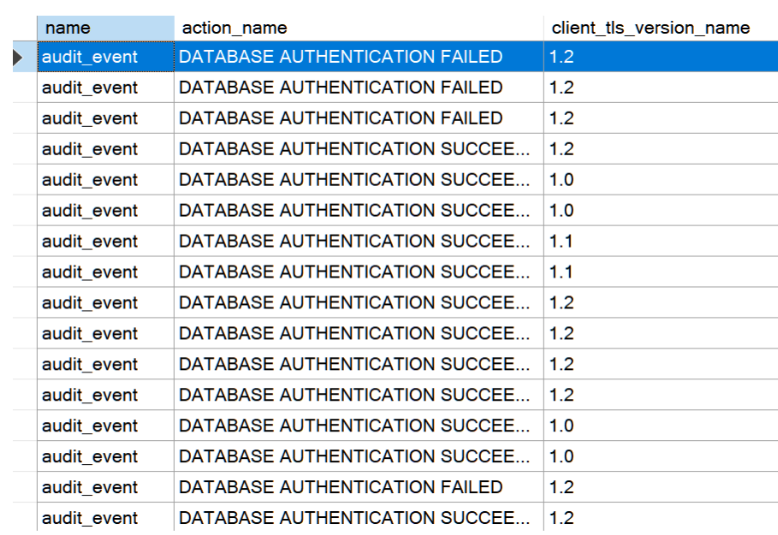 name action_name client_tls_version_name
audit_event DATABASE AUTHENTICATION FAILED 1.2
audit_event DATABASE AUTHENTICATION FAILED 1.2
audit_event DATABASE AUTHENTICATION FAILED 1.2
audit_event DATABASE AUTHENTICATION SUCCEE... 1.2
audit_event DATABASE AUTHENTICATION SUCCEE... 1.0
audit_event DATABASE AUTHENTICATION SUCCEE... 1.0
audit_event DATABASE AUTHENTICATION SUCCEE... 1.1
audit_event DATABASE AUTHENTICATION SUCCEE... 1.1
audit_event DATABASE AUTHENTICATION SUCCEE... 1.2
audit_event DATABASE AUTHENTICATION SUCCEE... 1.2
audit_event DATABASE AUTHENTICATION SUCCEE... 1.2
audit_event DATABASE AUTHENTICATION SUCCEE... 1.2
audit_event DATABASE AUTHENTICATION SUCCEE... 1.0
audit_event DATABASE AUTHENTICATION SUCCEE... 1.0
audit_event DATABASE AUTHENTICATION FAILED 1.2
audit_event DATABASE AUTHENTICATION SUCCEE... 1.2